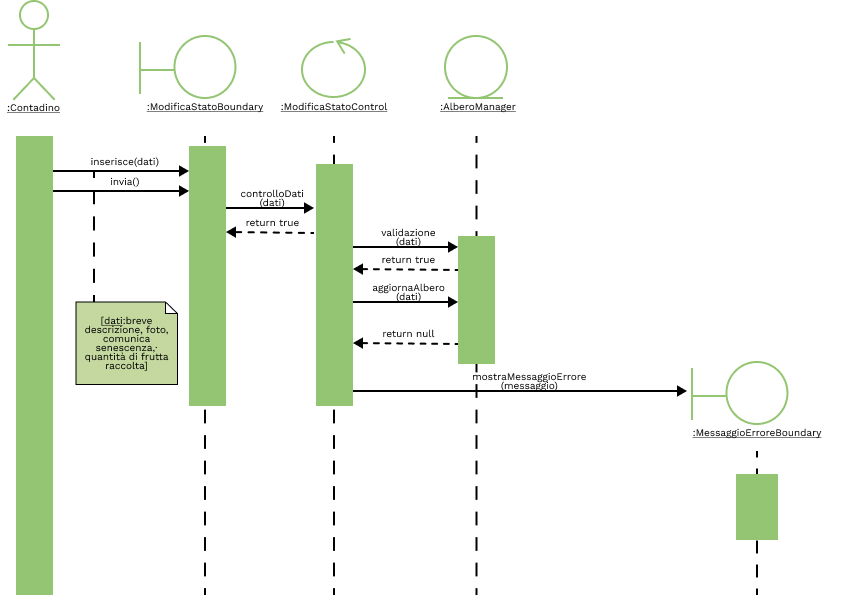 :Contadino
:ModificaStatoBoundary
:ModificaStatoControl
:AlberoManager
inserisce(dati)
invia()
controlloDati
(dati)
return true
validazione
(dati)
return true
aggiornaAlbero
(dati)
return null
[dati:breve
descrizione, foto,
comunica
senescenza,
quantità di frutta
raccolta]
mostraMessaggioErrore
(messaggio)
:MessaggioErroreBoundary